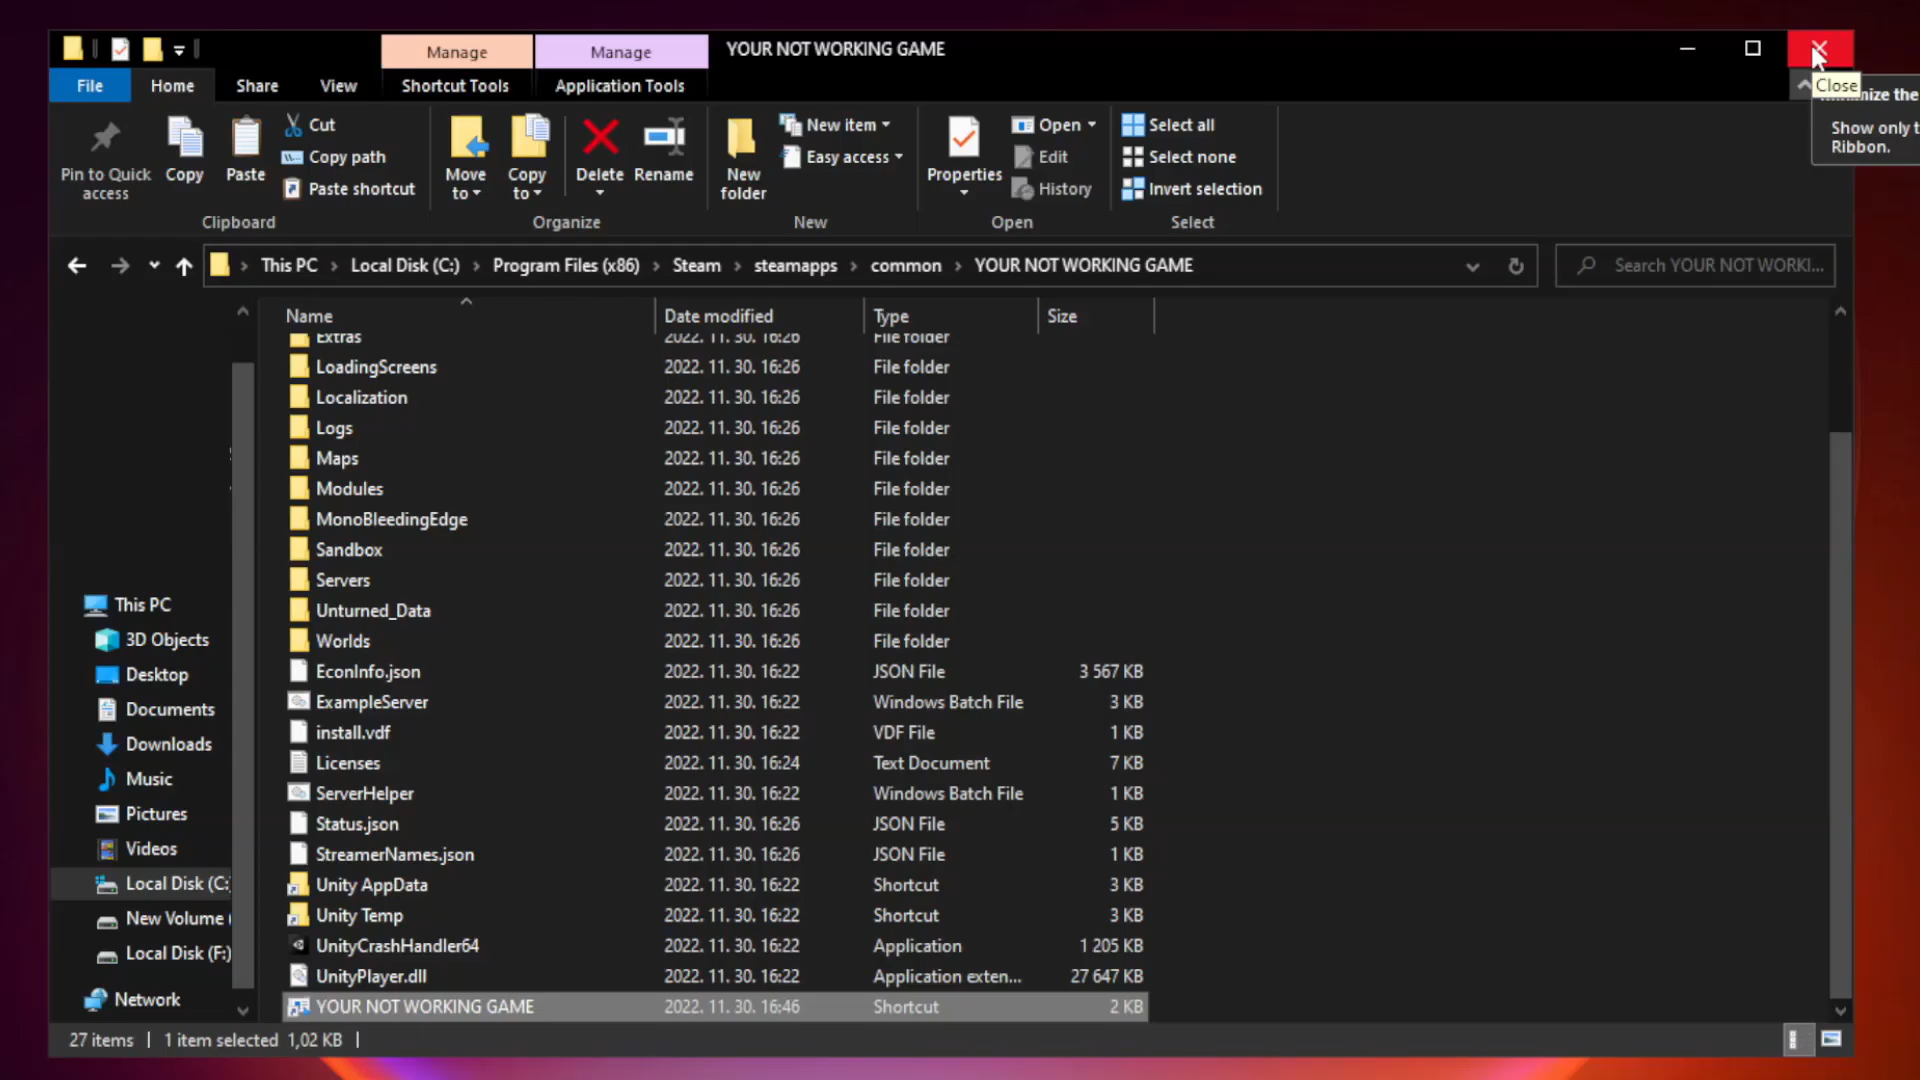 Manage
Manage
YOUR NOT WORKING GAME
File
Home
Share
View
Shortcut Tools
Application Tools
Close
the
Show only t
Ribbon.
Pin to Quick access
Copy
Paste
Cut
Copy path
Paste shortcut
Move to
Copy to
Delete
Rename
New folder
New item
Easy access
Properties
Open
Edit
History
Select all
Select none
Invert selection
Clipboard
Organize
New
Open
Select
This PC
Local Disk (C:)
Program Files (x86)
Steam
steamapps
common
YOUR NOT WORKING GAME
Search YOUR NOT WORKI...
Name
Date modified
Type
Size
Extras 2022. 11. 30. 16:26 File folder
LoadingScreens 2022. 11. 30. 16:26 File folder
Localization 2022. 11. 30. 16:26 File folder
Logs 2022. 11. 30. 16:26 File folder
Maps 2022. 11. 30. 16:26 File folder
Modules 2022. 11. 30. 16:26 File folder
MonoBleedingEdge 2022. 11. 30. 16:26 File folder
Sandbox 2022. 11. 30. 16:26 File folder
Servers 2022. 11. 30. 16:26 File folder
Unturned_Data 2022. 11. 30. 16:26 File folder
Worlds 2022. 11. 30. 16:26 File folder
EconInfo.json 2022. 11. 30. 16:22 JSON File 3 567 KB
ExampleServer 2022. 11. 30. 16:22 Windows Batch File 3 KB
install.vdf 2022. 11. 30. 16:22 VDF File 1 KB
Licenses 2022. 11. 30. 16:24 Text Document 7 KB
ServerHelper 2022. 11. 30. 16:22 Windows Batch File 1 KB
Status.json 2022. 11. 30. 16:26 JSON File 5 KB
StreamerNames.json 2022. 11. 30. 16:26 JSON File 1 KB
Unity AppData 2022. 11. 30. 16:22 Shortcut 3 KB
Unity Temp 2022. 11. 30. 16:22 Shortcut 3 KB
UnityCrashHandler64 2022. 11. 30. 16:22 Application 1 205 KB
UnityPlayer.dll 2022. 11. 30. 16:22 Application exten... 27 647 KB
YOUR NOT WORKING GAME 2022. 11. 30. 16:46 Shortcut 2 KB
This PC
3D Objects
Desktop
Documents
Downloads
Music
Pictures
Videos
Local Disk (C:
New Volume (
Local Disk (F:)
Network
27 items
1 item selected 1,02 KB